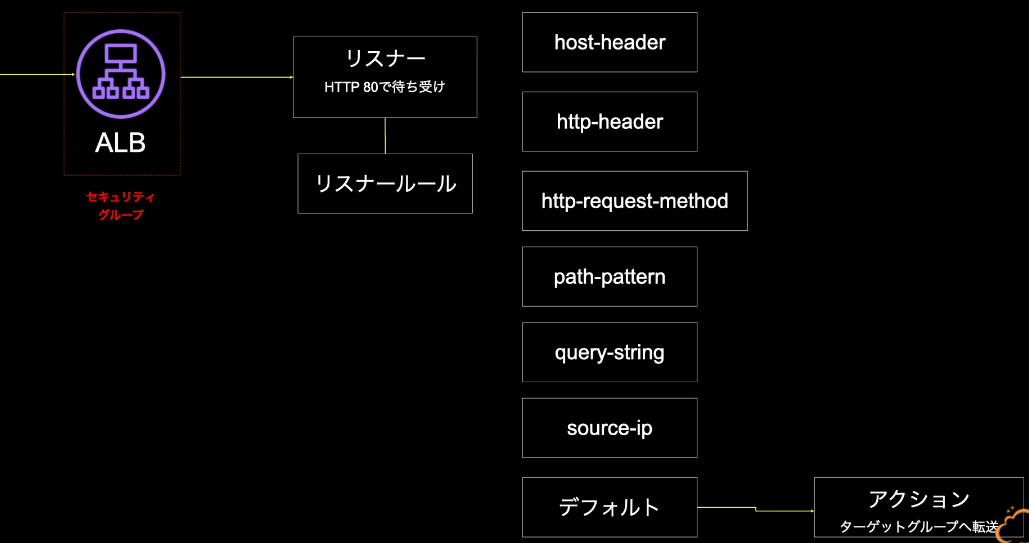 ALB
セキュリティ
グループ
リスナー
HTTP 80で待ち受け
リスナールール
host-header
http-header
http-request-method
path-pattern
query-string
source-ip
デフォルト
アクション
ターゲットグループへ転送